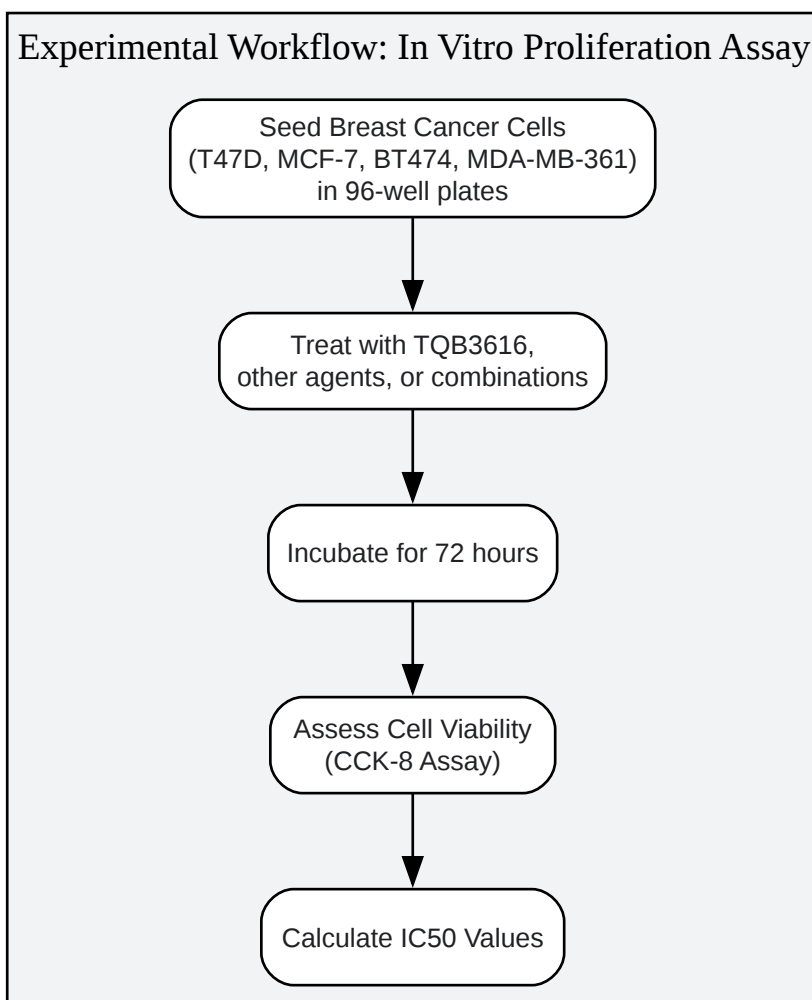 Experimental Workflow: In Vitro Proliferation Assay
Seed Breast Cancer Cells
(T47D, MCF-7, BT474, MDA-MB-361)
in 96-well plates
Treat with TQB3616,
other agents, or combinations
Incubate for 72 hours
Assess Cell Viability
(CCK-8 Assay)
Calculate IC50 Values